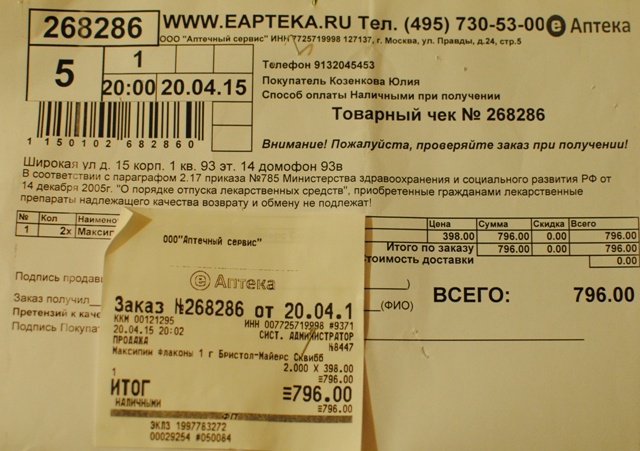 268286
WWW.EAPTEKA.RU Тел. (495) 730-53-00 е Аптека
ООО "Аптечный сервис" ИНН 7725719998 127137, г. Москва, ул. Правды, д.24, стр.5
5
1
20:00 20.04.15
Телефон 9132045453
Покупатель Козенкова Юлия
Способ оплаты Наличными при получении
Товарный чек № 268286
1 150102 682860
Внимание! Пожалуйста, проверяйте заказ при получении!
Широкая ул д. 15 корп. 1 кв. 93 эт. 14 домофон 93в
В соответствии с параграфом 2.17 приказа №785 Министерства здравоохранения и социального развития РФ от
14 декабря 2005г. "О порядке отпуска лекарственных средств", приобретенные гражданами лекарственные
препараты надлежащего качества возврату и обмену не подлежат!
№ Кол Наимено Цена Сумма Скидка Всего
1 2x Максип 398.00 796.00 0.00 796.00
Итого по заказу 796.00 0.00 796.00
Стоимость доставки 0.00
Подпись продав
Заказ получил
(ФИО)
Претензий к каче
Подпись Покупа
ВСЕГО: 796.00
ООО"Аптечный сервис"
е Аптека
Заказ №268286 от 20.04.1
ККМ 00121295 ИНН 007725719998 #9371
20.04.15 20:02 СИСТ. АДМИНИСТРАТОР
ПРОДАЖА №8447
Максипим флаконы 1 г Бристол-Майерс Сквибб
2.000 X 398.00
1 ≡796.00
ИТОГ ≡796.00
НАЛИЧНЫМИ ≡796.00
ФП
ЭКЛЗ 1997783272
00029254 #050084